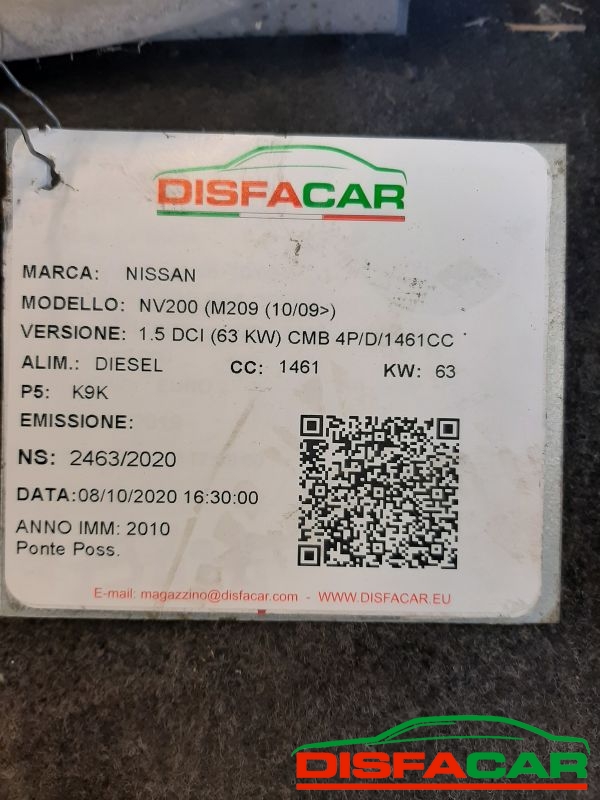 DISFACAR
MARCA: NISSAN
MODELLO: NV200 (M209 (10/09>)
VERSIONE: 1.5 DCI (63 KW) CMB 4P/D/1461CC
ALIM.: DIESEL CC: 1461 KW: 63
P5: K9K
EMISSIONE:
NS: 2463/2020
DATA:08/10/2020 16:30:00
ANNO IMM: 2010
Ponte Poss.
E-mail: magazzino@disfacar.com - WWW.DISFACAR.EU
DISFACAR